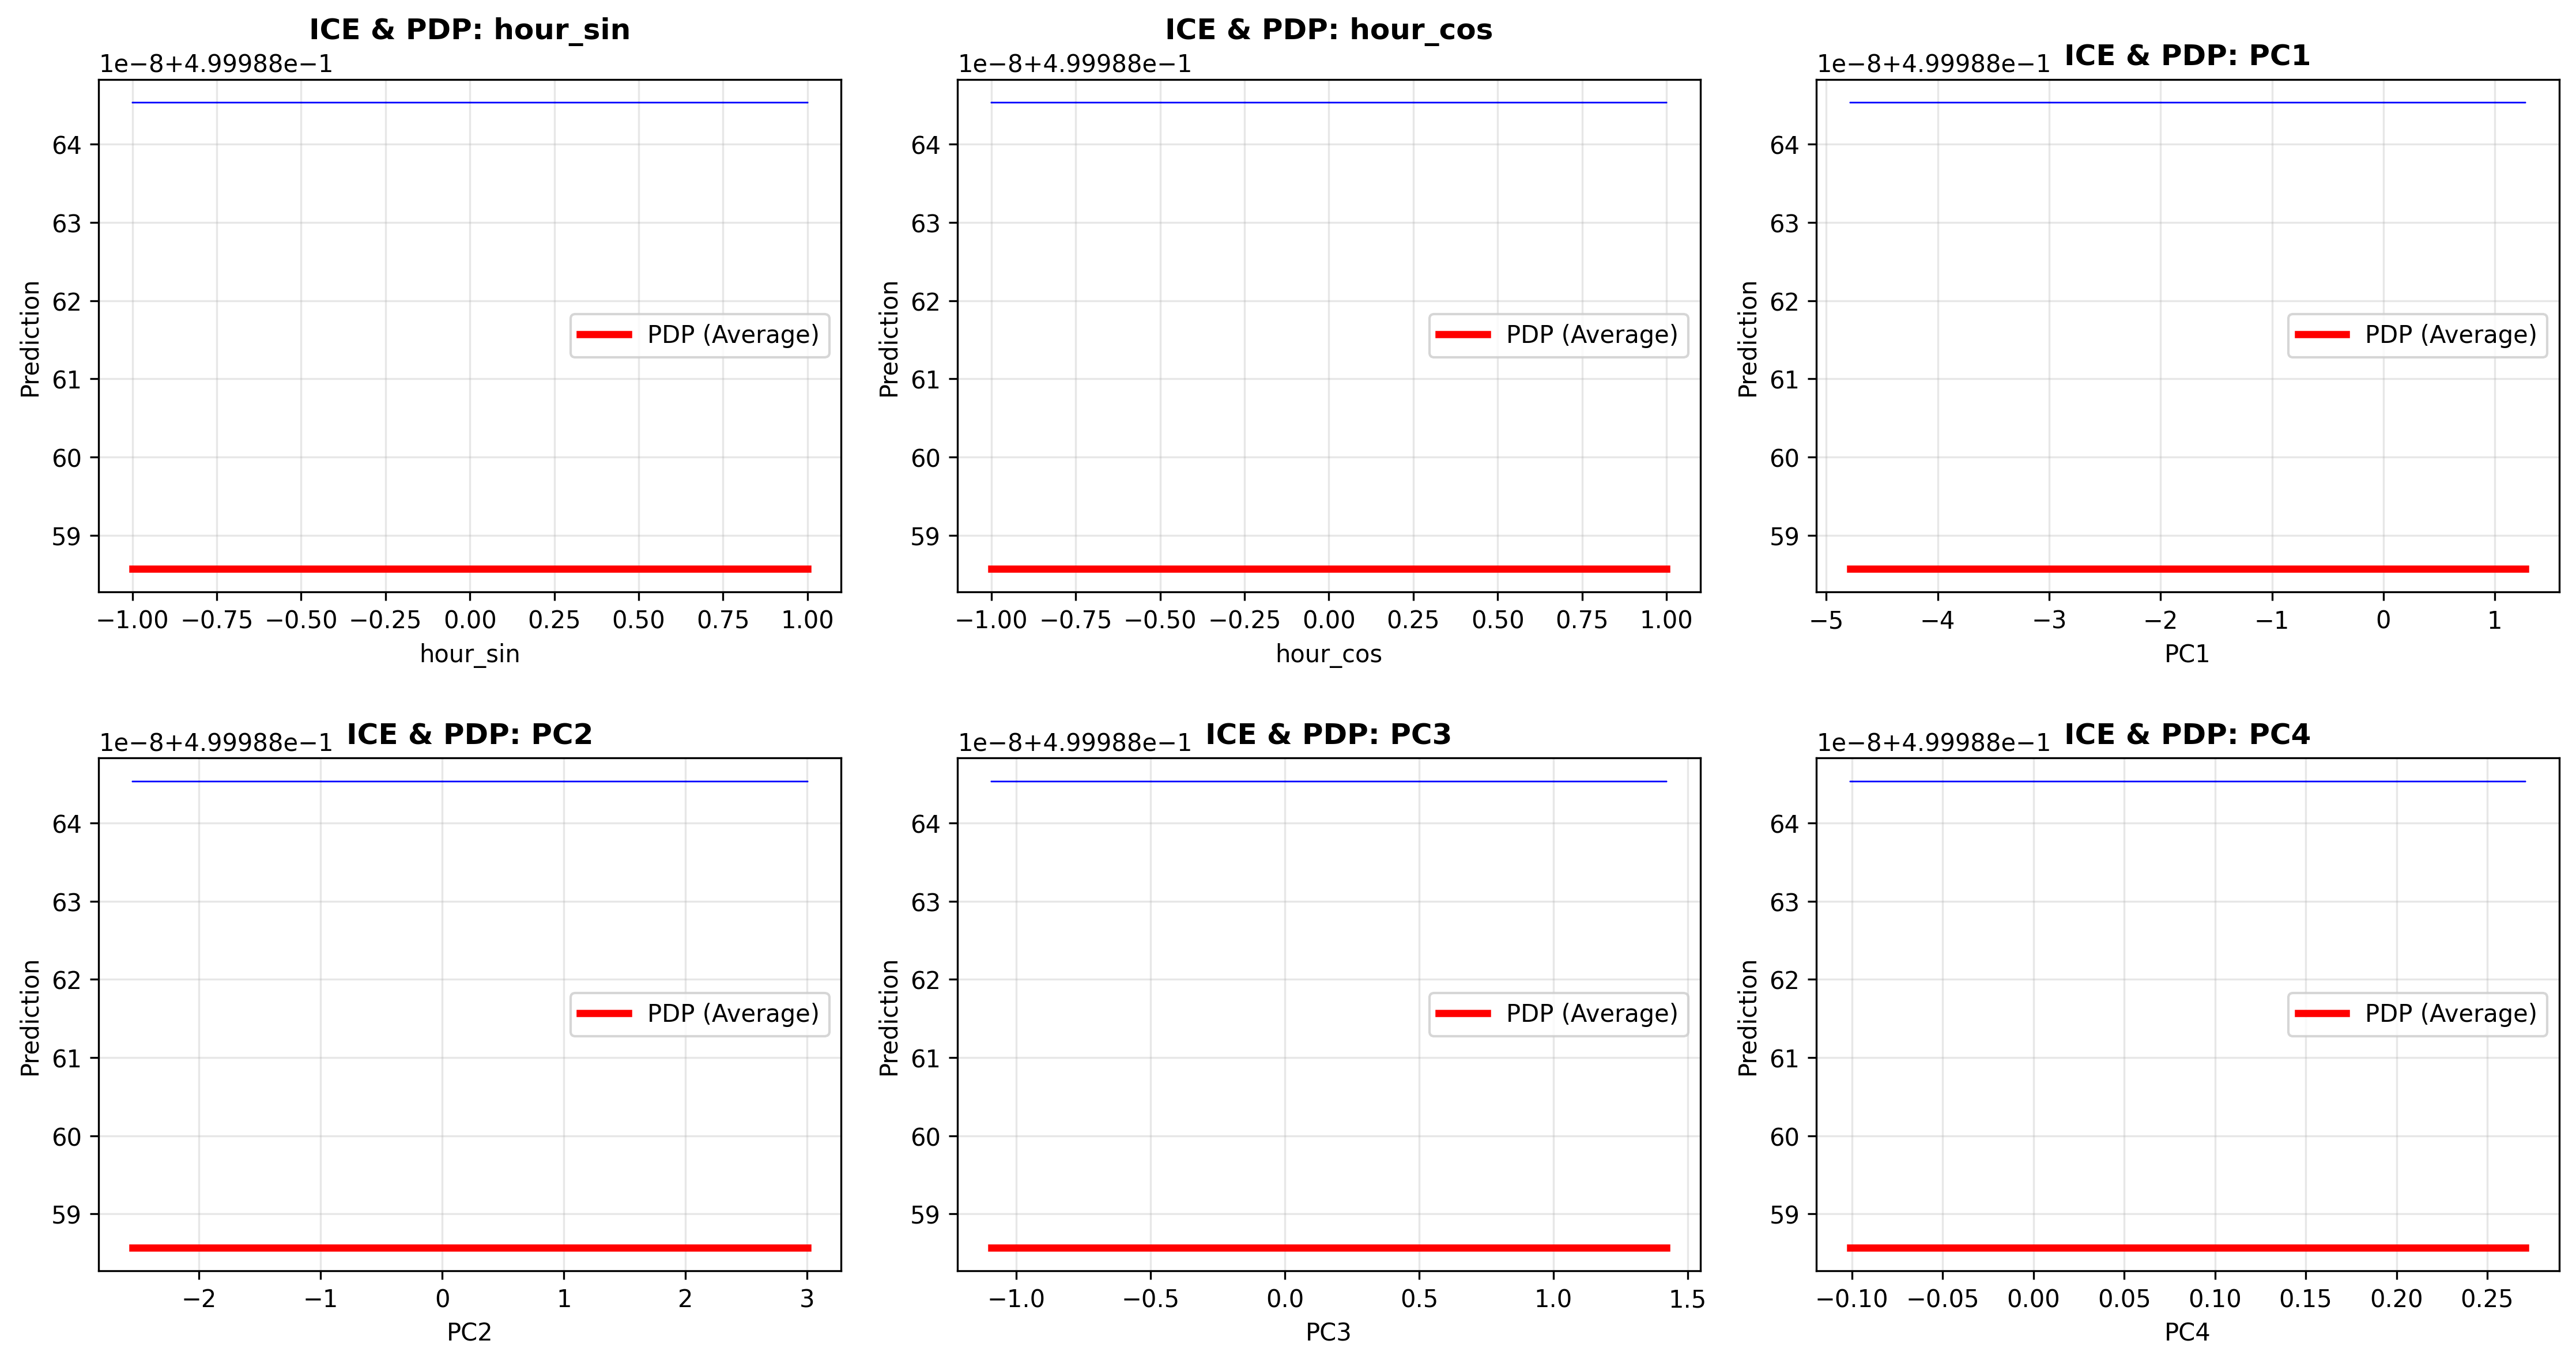 ICE & PDP: hour_sin
1e−8+4.99988e−1
64
63
62
61
60
59
Prediction
PDP (Average)
−1.00 −0.75 −0.50 −0.25 0.00 0.25 0.50 0.75 1.00
hour_sin
ICE & PDP: hour_cos
1e−8+4.99988e−1
64
63
62
61
60
59
Prediction
PDP (Average)
−1.00 −0.75 −0.50 −0.25 0.00 0.25 0.50 0.75 1.00
hour_cos
ICE & PDP: PC1
1e−8+4.99988e−1
64
63
62
61
60
59
Prediction
PDP (Average)
−5 −4 −3 −2 −1 0 1
PC1
ICE & PDP: PC2
1e−8+4.99988e−1
64
63
62
61
60
59
Prediction
PDP (Average)
−2 −1 0 1 2 3
PC2
ICE & PDP: PC3
1e−8+4.99988e−1
64
63
62
61
60
59
Prediction
PDP (Average)
−1.0 −0.5 0.0 0.5 1.0 1.5
PC3
ICE & PDP: PC4
1e−8+4.99988e−1
64
63
62
61
60
59
Prediction
PDP (Average)
−0.10 −0.05 0.00 0.05 0.10 0.15 0.20 0.25
PC4